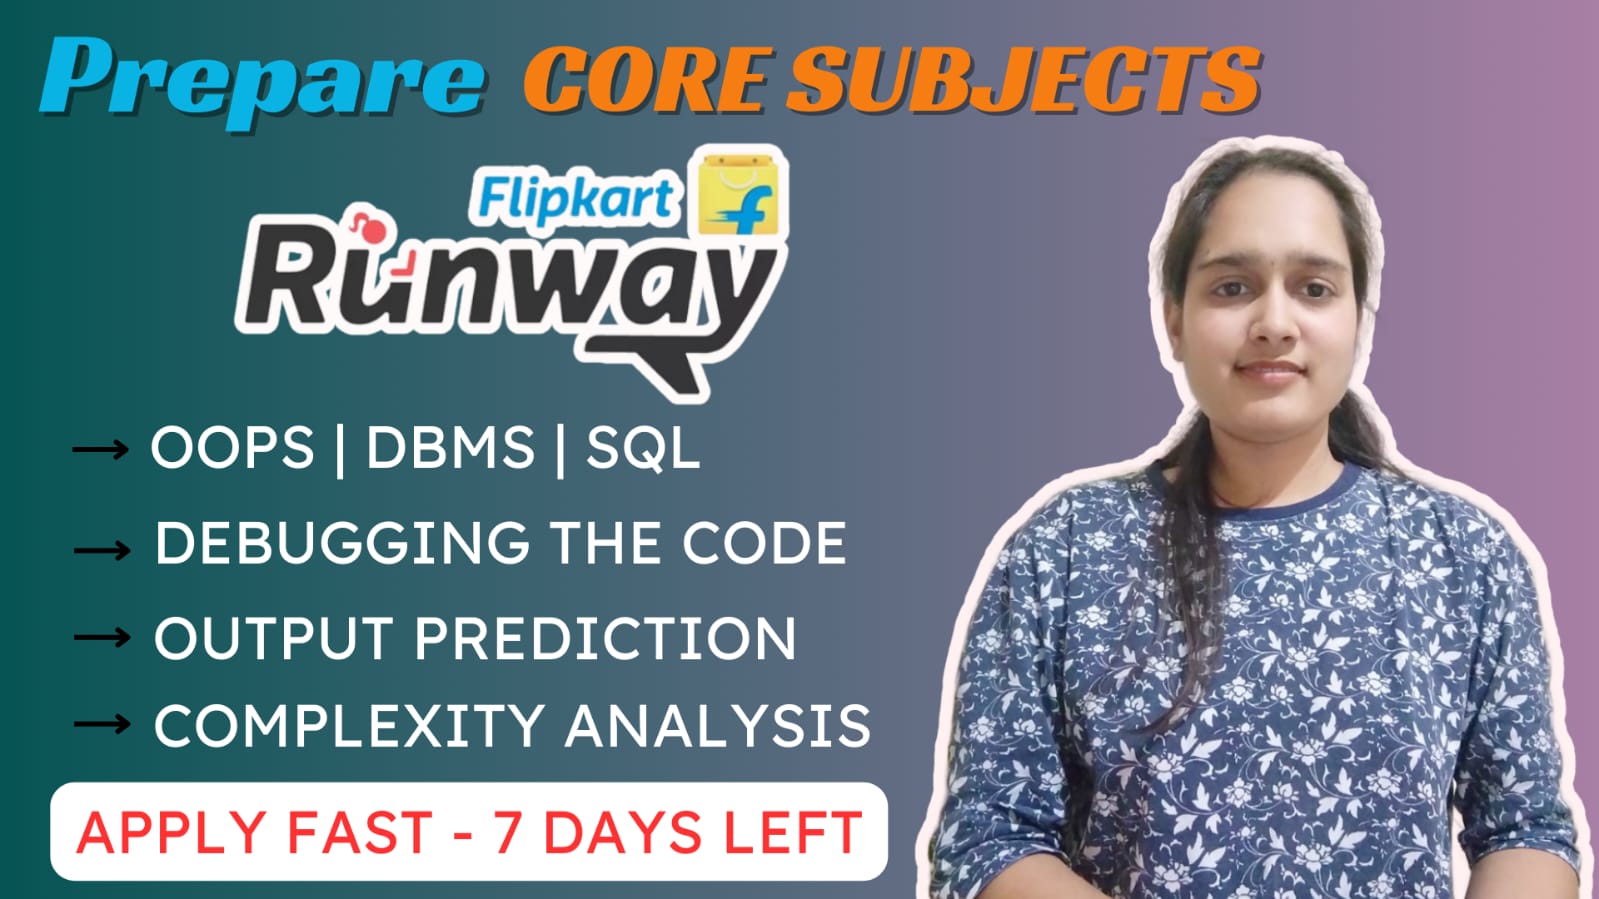 Prepare CORE SUBJECTS
Flipkart
Runway
OOPS | DBMS | SQL
DEBUGGING THE CODE
OUTPUT PREDICTION
COMPLEXITY ANALYSIS
APPLY FAST - 7 DAYS LEFT